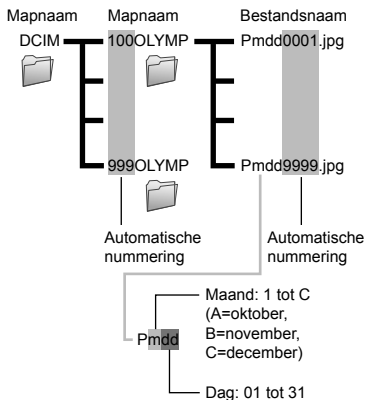 Mapnaam Mapnaam Bestandsnaam
DCIM 100OLYMP Pmdd0001.jpg
999OLYMP Pmdd9999.jpg
Automatische
nummering
Automatische
nummering
Maand: 1 tot C
(A=oktober,
B=november,
C=december)
Pmdd
Dag: 01 tot 31